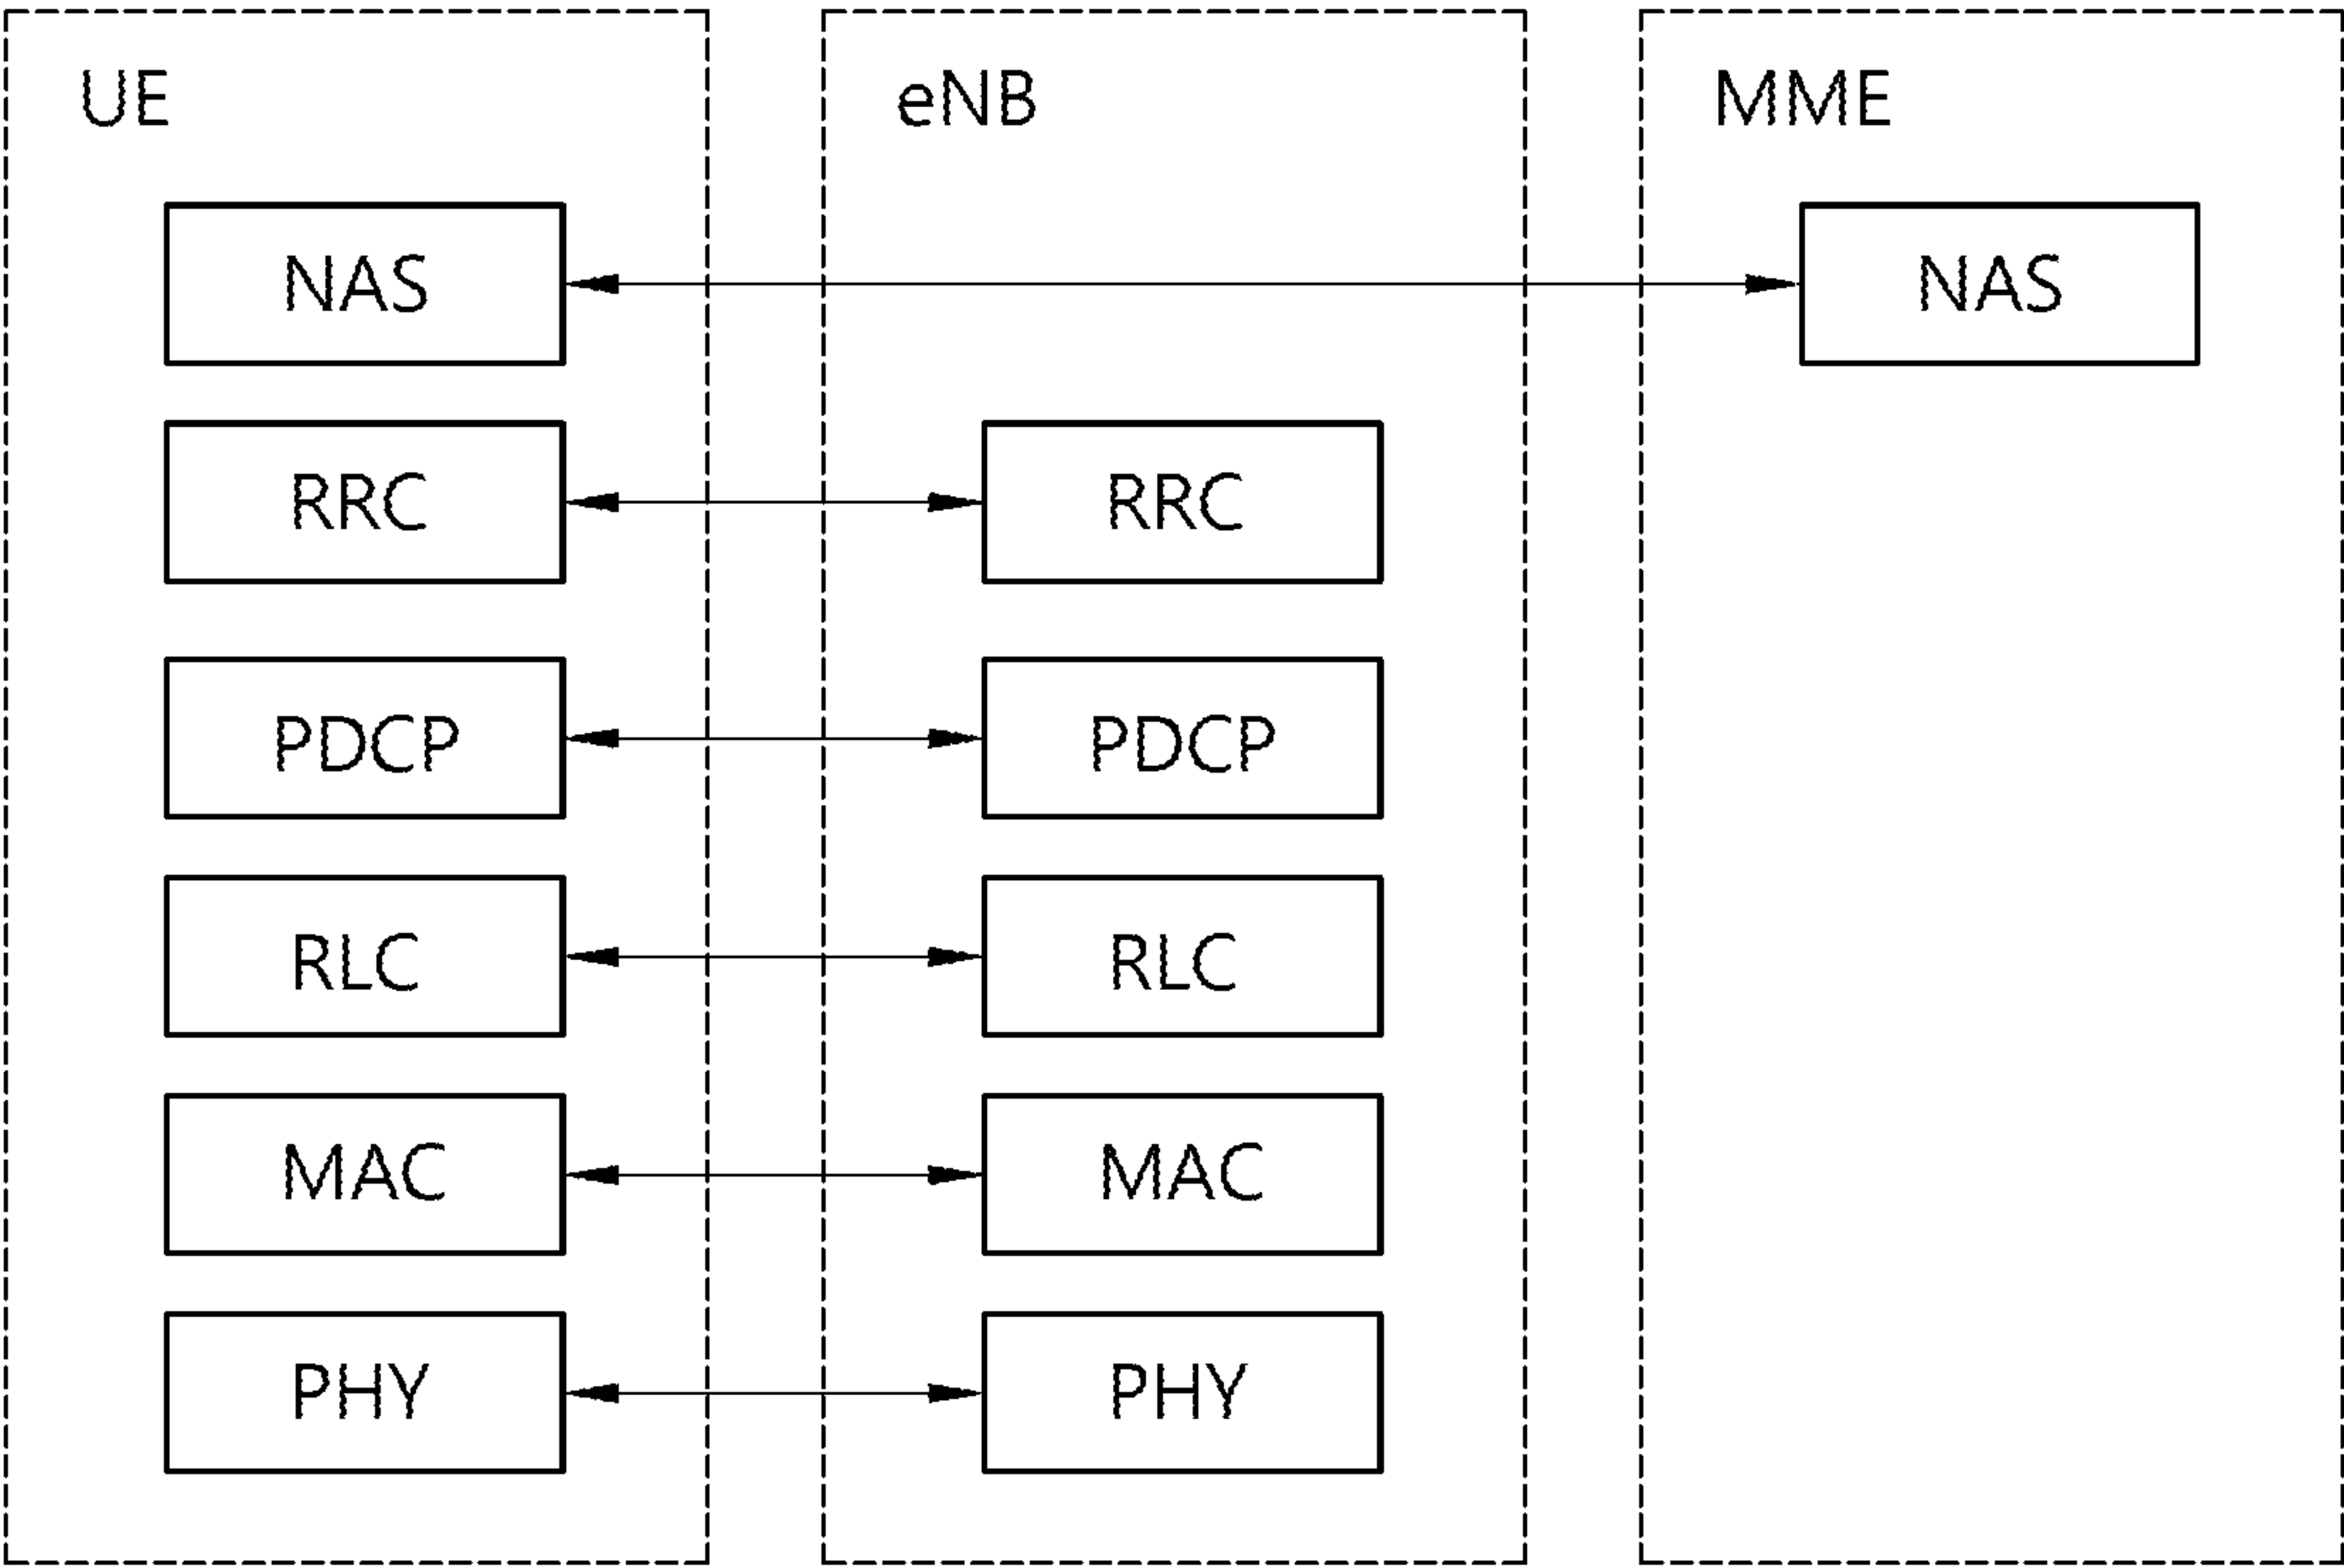 UE eNB MME
NAS NAS
RRC RRC
PDCP PDCP
RLC RLC
MAC MAC
PHY PHY